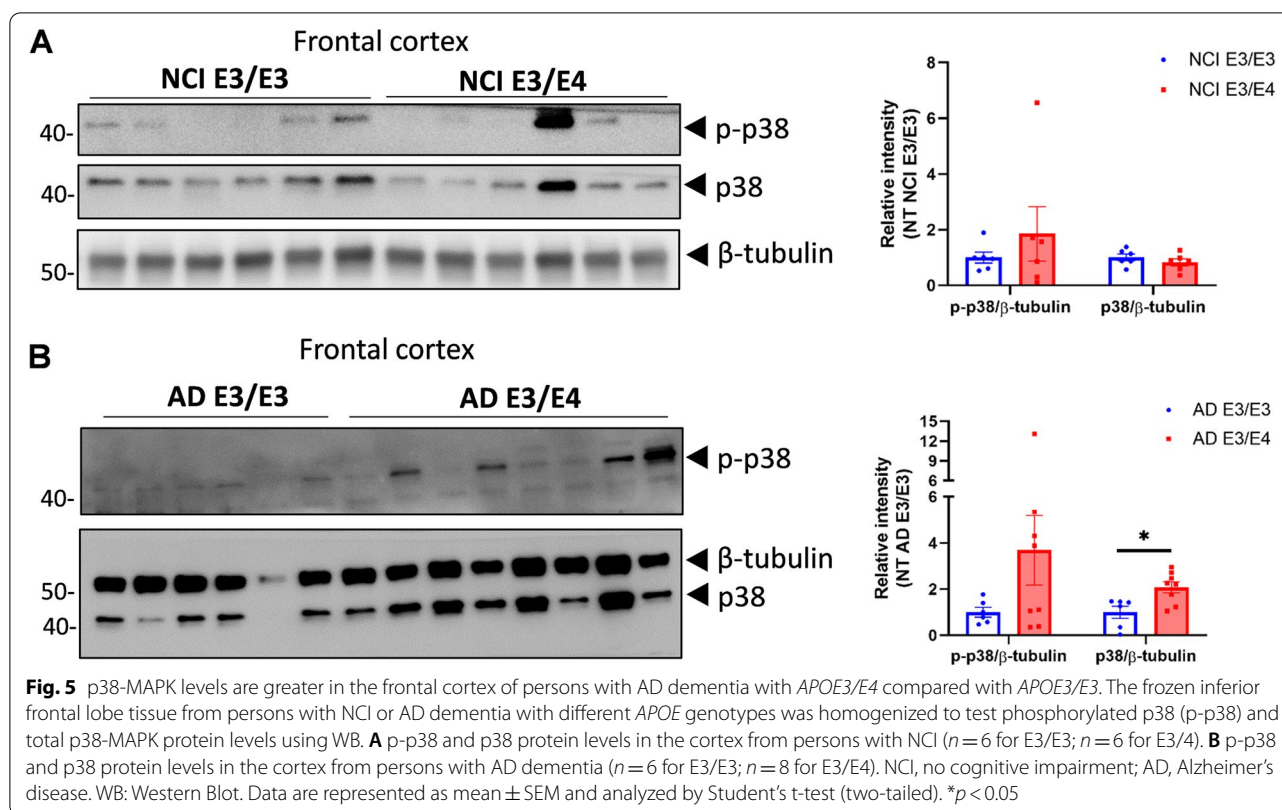 A
Frontal cortex
NCI E3/E3 NCI E3/E4
40- ◄ p-p38
40- ◄ p38
50- ◄ β-tubulin
Relative intensity
(NT NCI E3/E3)
8
6
4
2
0
NCI E3/E3
NCI E3/E4
p-p38/β-tubulin p38/β-tubulin
B
Frontal cortex
AD E3/E3 AD E3/E4
40- ◄ p-p38
◄ β-tubulin
50- ◄ p38
40-
Relative intensity
(NT AD E3/E3)
15
12
9
6
6
4
2
0
*
AD E3/E3
AD E3/E4
p-p38/β-tubulin p38/β-tubulin
Fig. 5 p38-MAPK levels are greater in the frontal cortex of persons with AD dementia with APOE3/E4 compared with APOE3/E3. The frozen inferior
frontal lobe tissue from persons with NCI or AD dementia with different APOE genotypes was homogenized to test phosphorylated p38 (p-p38) and
total p38-MAPK protein levels using WB. A p-p38 and p38 protein levels in the cortex from persons with NCI (n = 6 for E3/E3; n = 6 for E3/4). B p-p38
and p38 protein levels in the cortex from persons with AD dementia (n = 6 for E3/E3; n = 8 for E3/E4). NCI, no cognitive impairment; AD, Alzheimer's
disease. WB: Western Blot. Data are represented as mean ± SEM and analyzed by Student's t-test (two-tailed). *p < 0.05